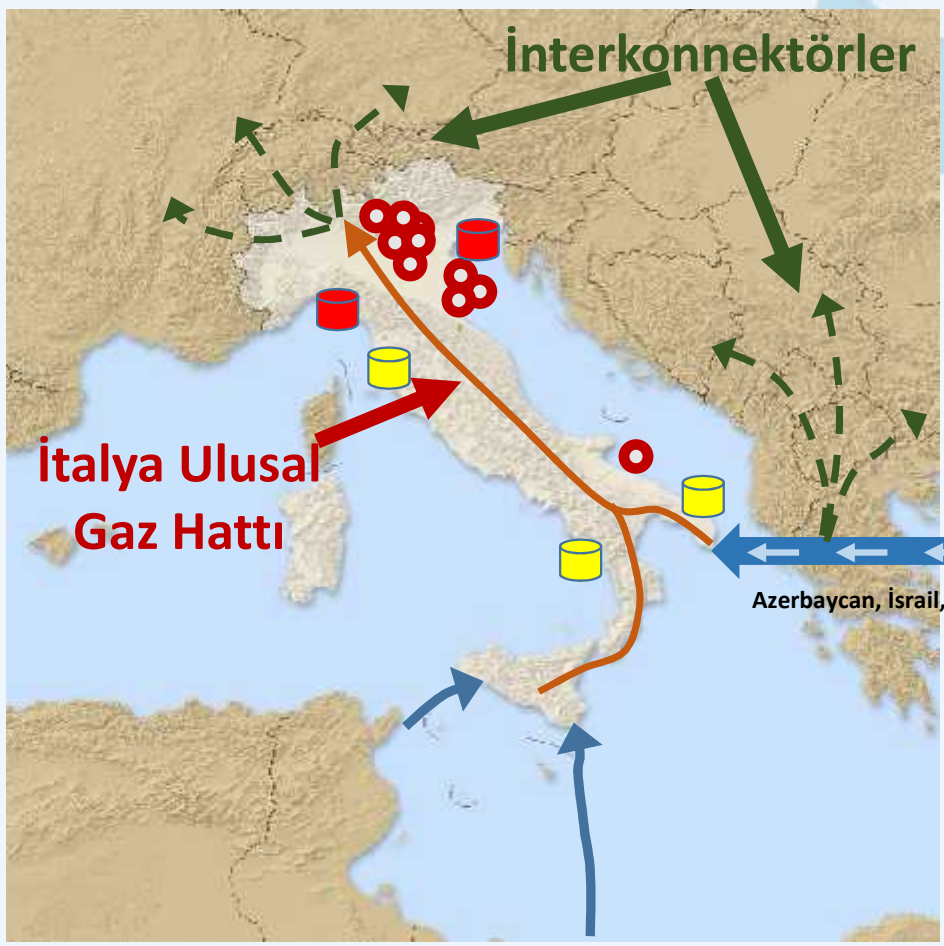 İnterkonnektörler
İtalya Ulusal
Gaz Hattı
Azerbaycan, İsrail,